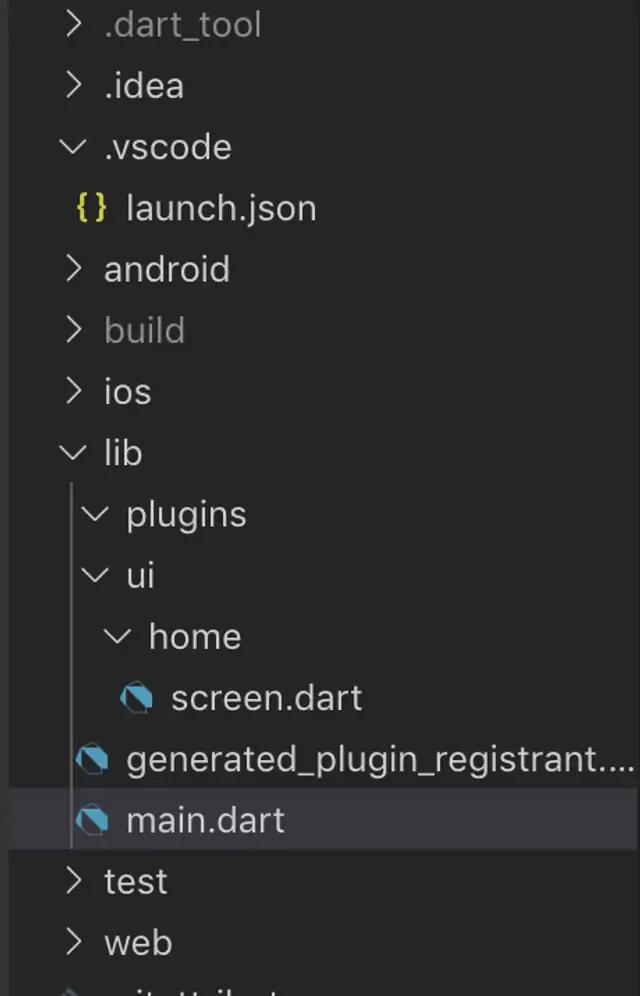 .dart_tool
.idea
.vscode
{} launch.json
android
build
ios
lib
plugins
ui
home
screen.dart
generated_plugin_registrant....
main.dart
test
web